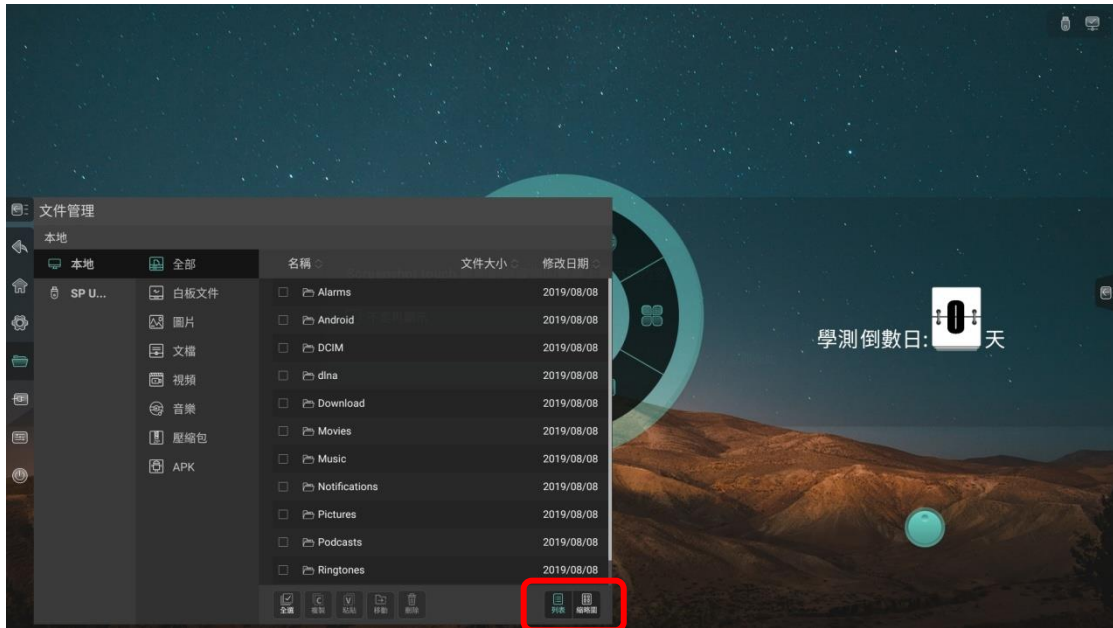 文件管理
本地
本地
SP U...
全部
白板文件
圖片
文檔
視頻
音樂
壓縮包
APK
名稱 文件大小 修改日期
Alarms 2019/08/08
Android 2019/08/08
DCIM 2019/08/08
dlna 2019/08/08
Download 2019/08/08
Movies 2019/08/08
Music 2019/08/08
Notifications 2019/08/08
Pictures 2019/08/08
Podcasts 2019/08/08
Ringtones 2019/08/08
全選 複製 粘貼 移動 刪除 列表 縮略圖
學測倒數日: 0 天